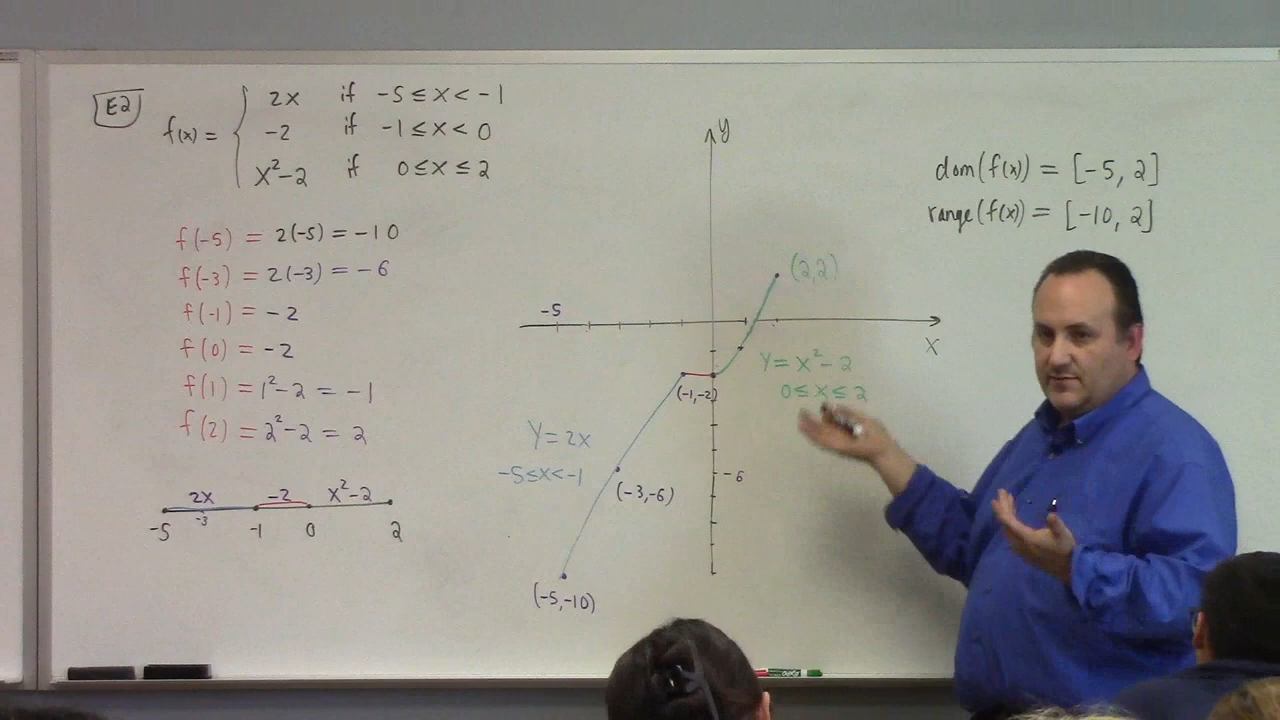 E2
f(x) =
2x if -5 ≤ x < -1
-2 if -1 ≤ x < 0
x²-2 if 0 ≤ x ≤ 2
f(-5) = 2(-5) = -10
f(-3) = 2(-3) = -6
f(-1) = -2
f(0) = -2
f(1) = 1²-2 = -1
f(2) = 2²-2 = 2
2x -2 x²-2
-3
-5 -1 0 2
y
-5
x
(2,2)
y = x²-2
0 ≤ x ≤ 2
(-1,-2)
y = 2x
-5 ≤ x < -1
-6
(-3,-6)
(-5,-10)
dom(f(x)) = [-5, 2]
range(f(x)) = [-10, 2]
EXPO